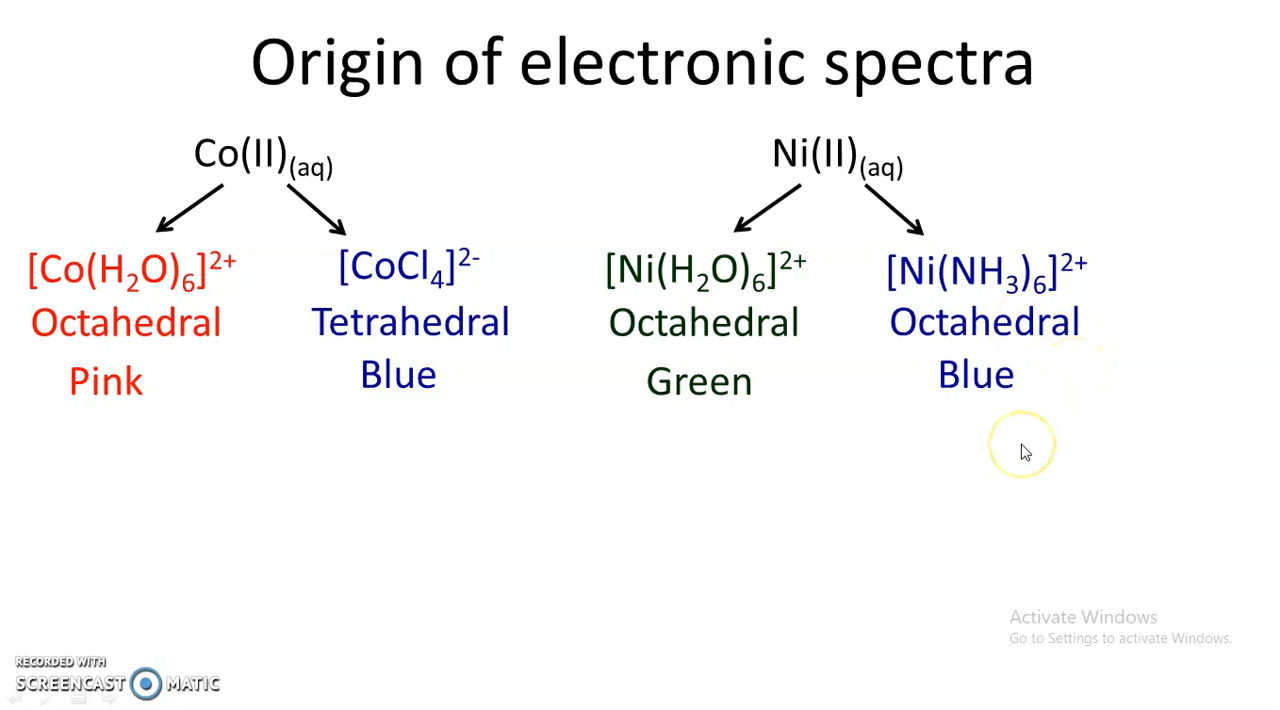 Origin of electronic spectra
Co(II)(aq)
Ni(II)(aq)
[Co(H2O)6]2+
[CoCl4]2-
[Ni(H2O)6]2+
[Ni(NH3)6]2+
Octahedral
Tetrahedral
Octahedral
Octahedral
Pink
Blue
Green
Blue
Activate Windows
Go to Settings to activate Windows.
RECORDED WITH
SCREENCAST MATIC